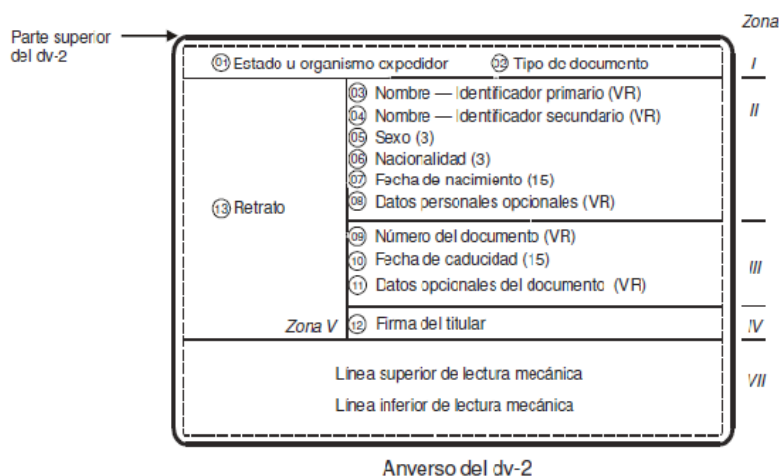 Zona
Parte superior
del dv-2
01 Estado u organismo expedidor 02 Tipo de documento I
03 Nombre — Identificador primario (VR)
II
04 Nombre — Identificador secundario (VR)
05 Sexo (3)
06 Nacionalidad (3)
07 Fecha de nacimiento (15)
08 Datos personales opcionales (VR)
13 Retrato
09 Número del documento (VR)
10 Fecha de caducidad (15)
III
11 Datos opcionales del documento (VR)
Zona V 12 Firma del titular IV
Línea superior de lectura mecánica
VII
Línea inferior de lectura mecánica
Anverso del dv-2